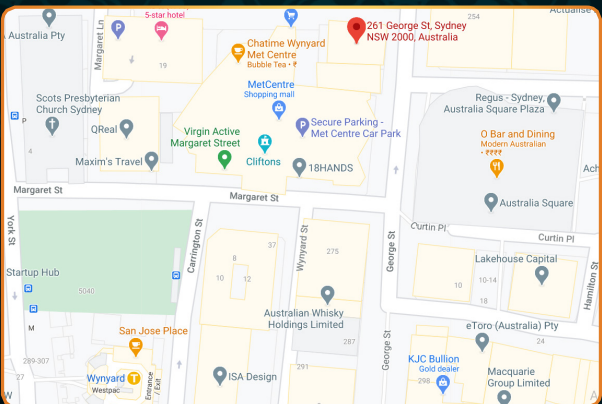 5-star hotel
Actualise
A Australia Pty
P
Margaret Ln
19
Chatime Wynyard
Met Centre
Bubble Tea • ₹
261 George St, Sydney
NSW 2000, Australia
254
MetCentre
Shopping mall
Scots Presbyterian
Church Sydney
P
4
QReal
Maxim's Travel
Virgin Active
Margaret Street
Cliftons
P
Secure Parking -
Met Centre Car Park
18HANDS
Regus - Sydney,
Australia Square Plaza
O Bar and Dining
Modern Australian
• ₹₹₹₹
Ach
Australia Square
Margaret St
Margaret St
York St
Carrington St
Wynyard St
George St
Curtin Pl
Curtin Pl
Hamilton St
Startup Hub
5040
M
8
37
10
12
10
275
Australian Whisky
Holdings Limited
287
291
10
10-14
18
Lakehouse Capital
eToro (Australia) Pty
24
George St
KJC Bullion
Gold dealer
298
Macquarie
Group Limited
San Jose Place
289-307
27
Wynyard
T
Westpac
Entrance
/ Exit
ISA Design
W
A